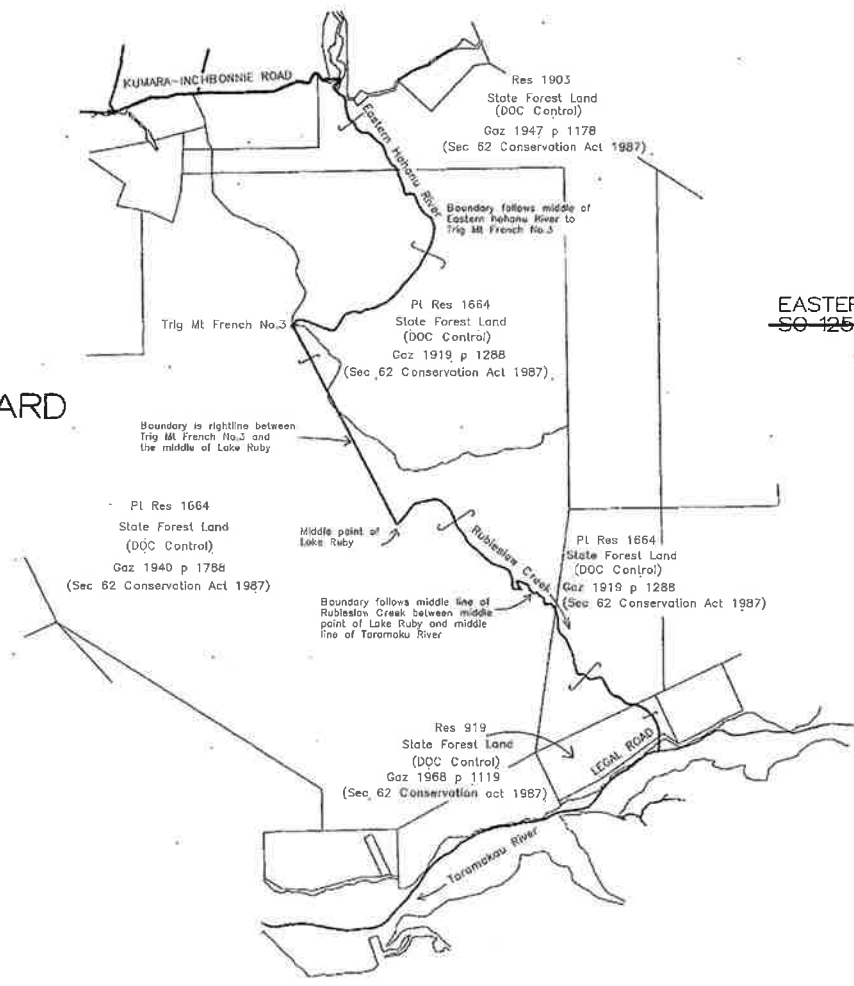 KUMARA-INCHBONNIE ROAD
Res 1903
State Forest Land
(DOC Control)
Gaz 1947 p 1178
(Sec 62 Conservation Act 1987)
Eastern Hohonu River
Boundary follows middle of
Eastern Hohonu River to
Trig Mt French No.3
Trig Mt French No.3
Pl Res 1664
State Forest Land
(DOC Control)
Gaz 1919 p 1288
(Sec 62 Conservation Act 1987)
EASTER
SO 125
ARD
Boundary is rightline between
Trig Mt French No.3 and
the middle of Lake Ruby
Pl Res 1664
State Forest Land
(DOC Control)
Gaz 1940 p 1788
(Sec 62 Conservation Act 1987)
Middle point of
Lake Ruby
Rubieslaw Creek
Pl Res 1664
State Forest Land
(DOC Control)
Gaz 1919 p 1288
(Sec 62 Conservation Act 1987)
Boundary follows middle line of
Rubieslaw Creek between middle
point of Lake Ruby and middle
line of Taramaku River
Res 919
State Forest Land
(DOC Control)
Gaz 1968 p 1119
(Sec 62 Conservation act 1987)
LEGAL ROAD
Taramakau River